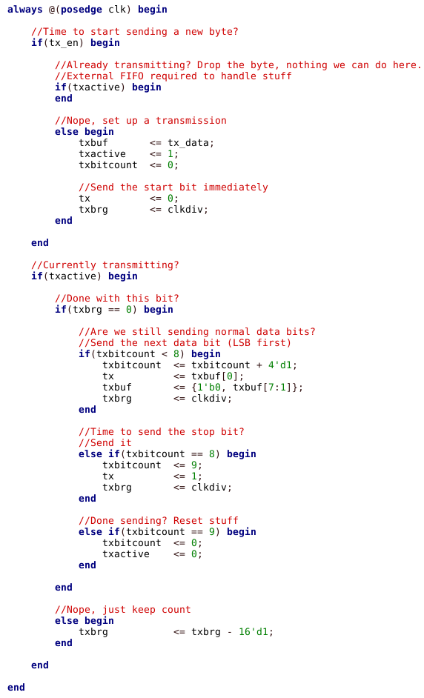 always @(posedge clk) begin
//Time to start sending a new byte?
if(tx_en) begin
//Already transmitting? Drop the byte, nothing we can do here.
//External FIFO required to handle stuff
if(txactive) begin
end
//Nope, set up a transmission
else begin
txbuf <= tx_data;
txactive <= 1;
txbitcount <= 0;
//Send the start bit immediately
tx <= 0;
txbrg <= clkdiv;
end
end
//Currently transmitting?
if(txactive) begin
//Done with this bit?
if(txbrg == 0) begin
//Are we still sending normal data bits?
//Send the next data bit (LSB first)
if(txbitcount < 8) begin
txbitcount <= txbitcount + 4'd1;
tx <= txbuf[0];
txbuf <= {1'b0, txbuf[7:1]};
txbrg <= clkdiv;
end
//Time to send the stop bit?
//Send it
else if(txbitcount == 8) begin
txbitcount <= 9;
tx <= 1;
txbrg <= clkdiv;
end
//Done sending? Reset stuff
else if(txbitcount == 9) begin
txbitcount <= 0;
txactive <= 0;
end
end
//Nope, just keep count
else begin
txbrg <= txbrg - 16'd1;
end
end
end